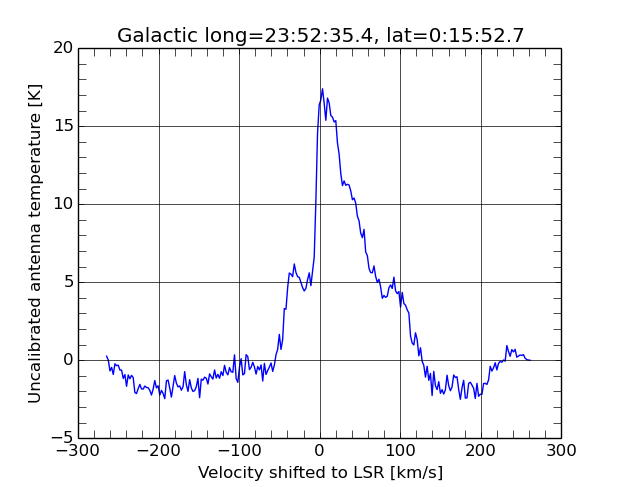 Galactic long=23:52:35.4, lat=0:15:52.7
20
15
10
5
0
−5
Uncalibrated antenna temperature [K]
−300 −200 −100 0 100 200 300
Velocity shifted to LSR [km/s]